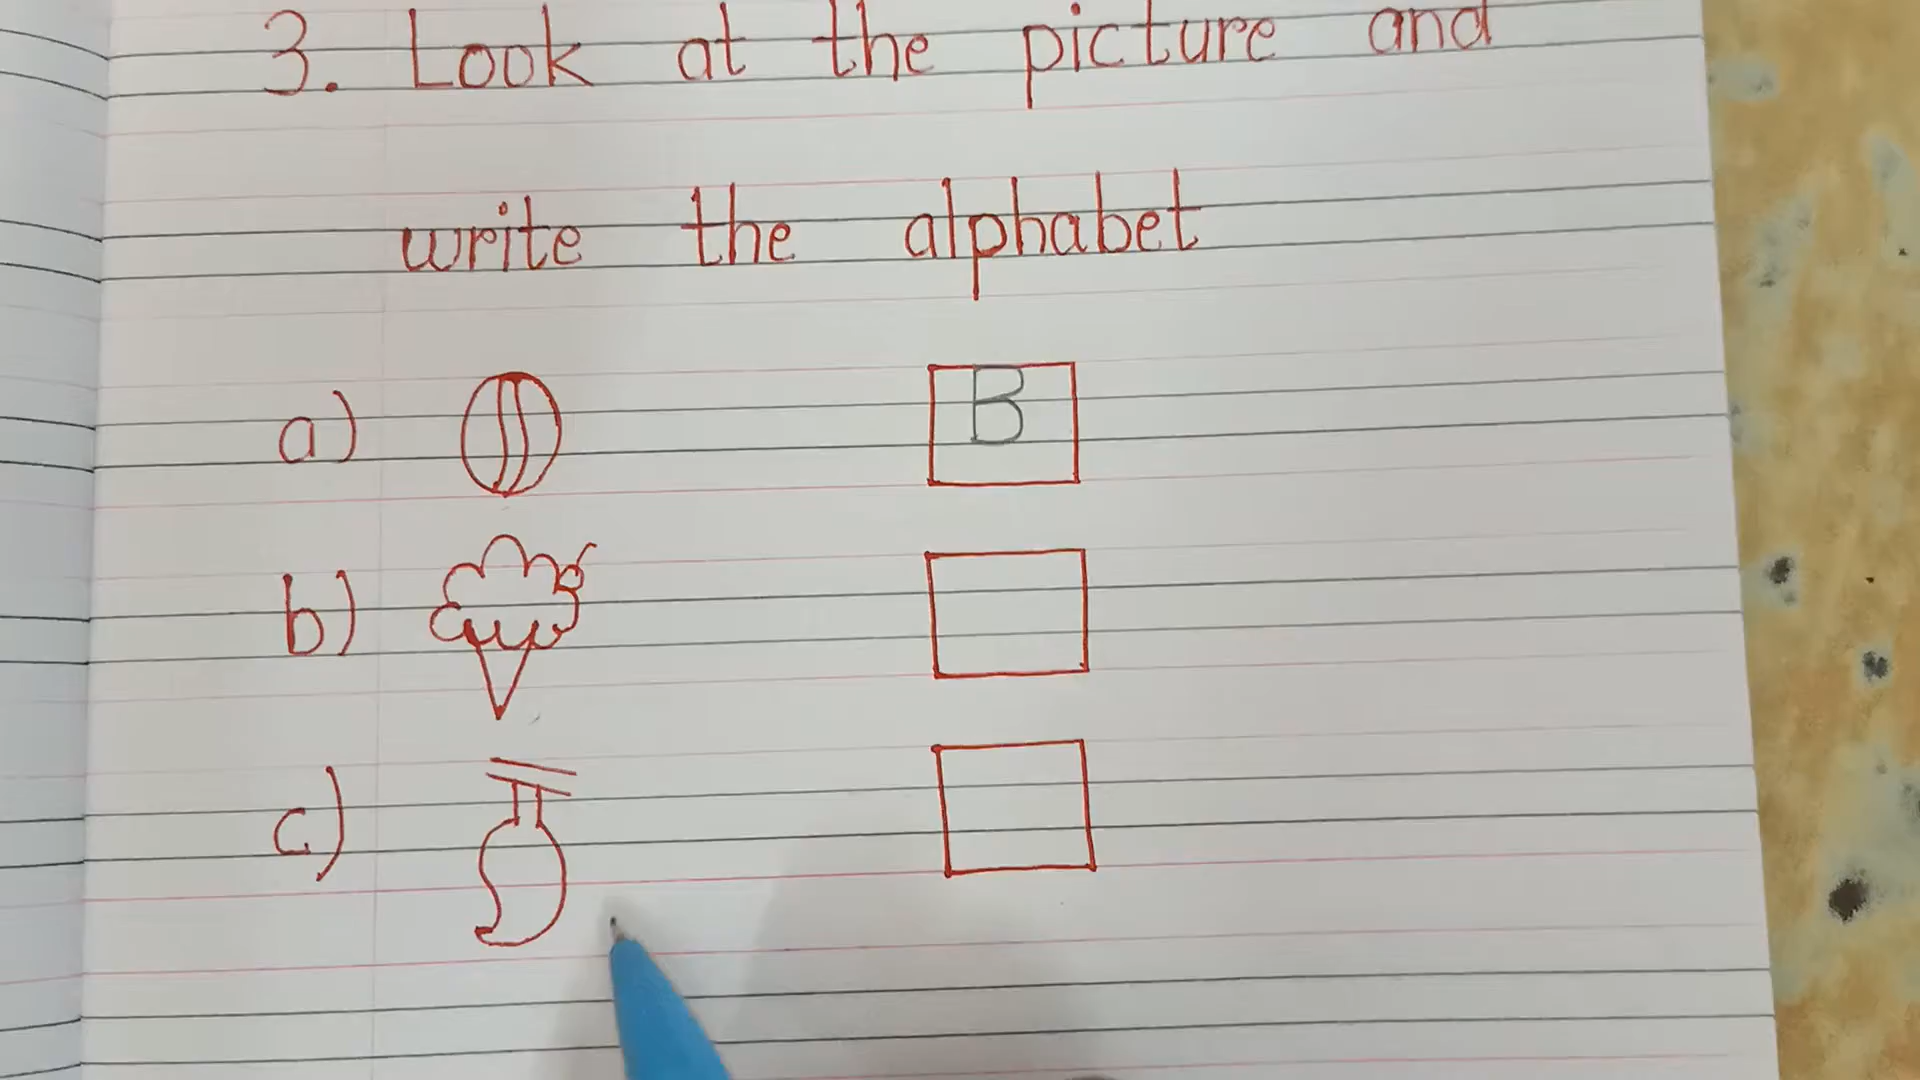 3. Look at the picture and
write the alphabet
a) B
b)
c)